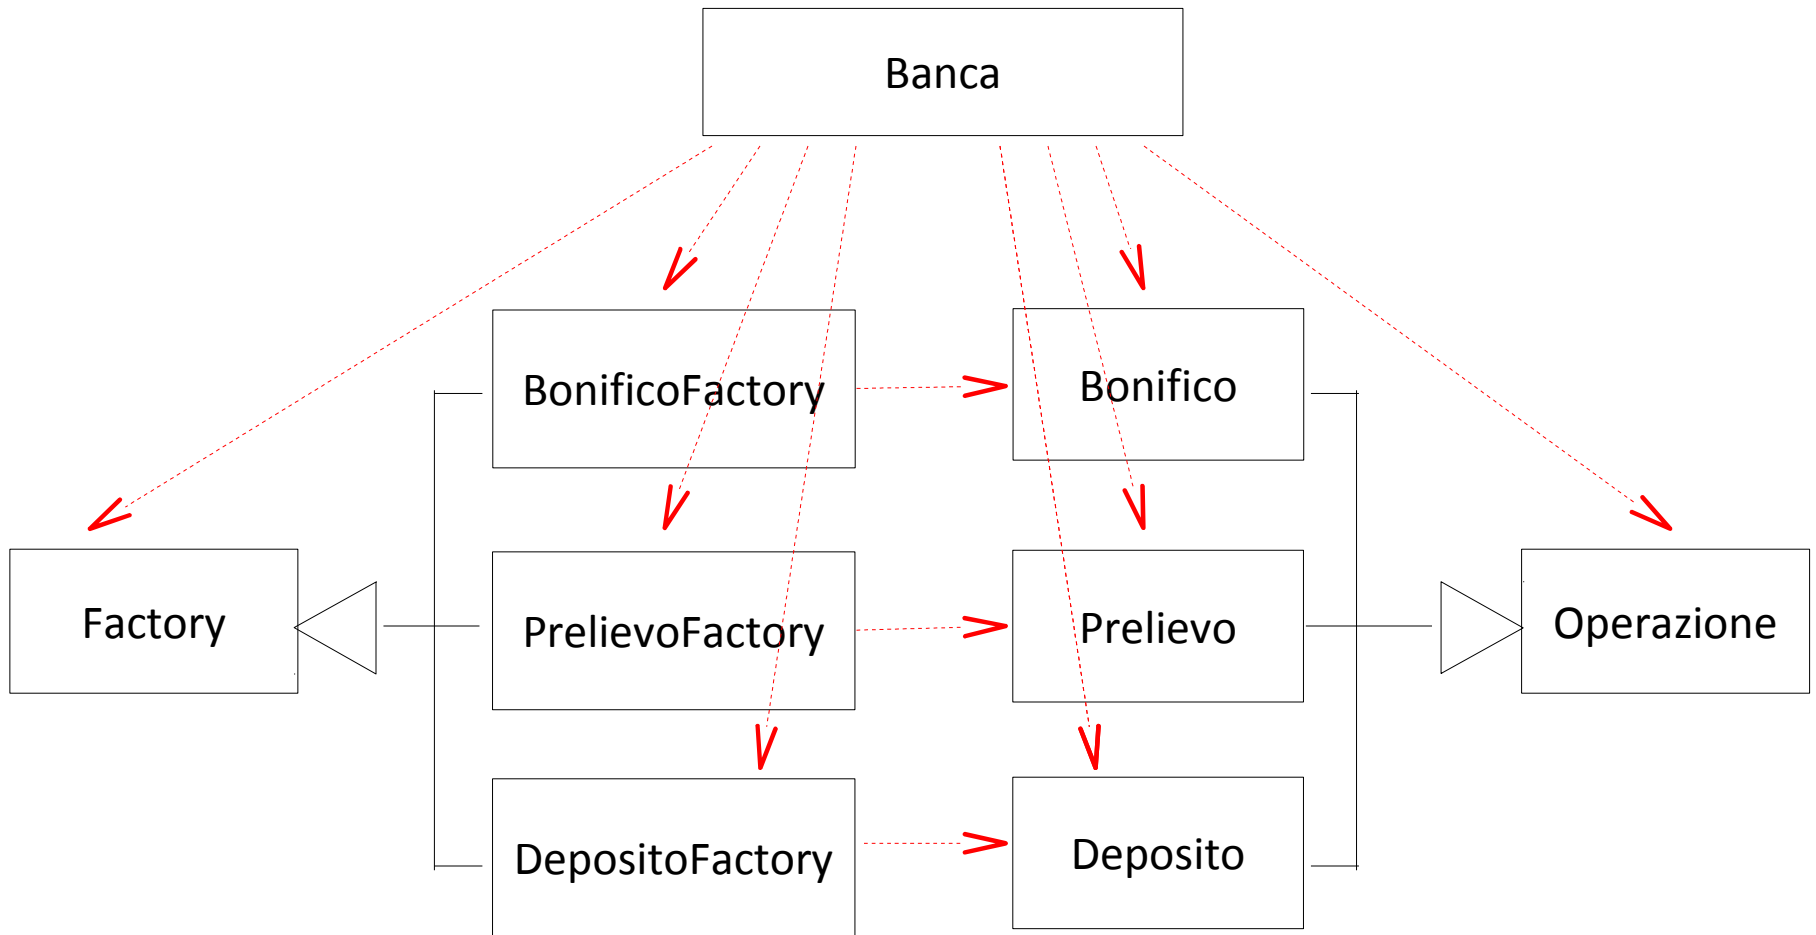 Banca
BonificoFactory
Bonifico
Factory
PrelievoFactory
Prelievo
Operazione
DepositoFactory
Deposito